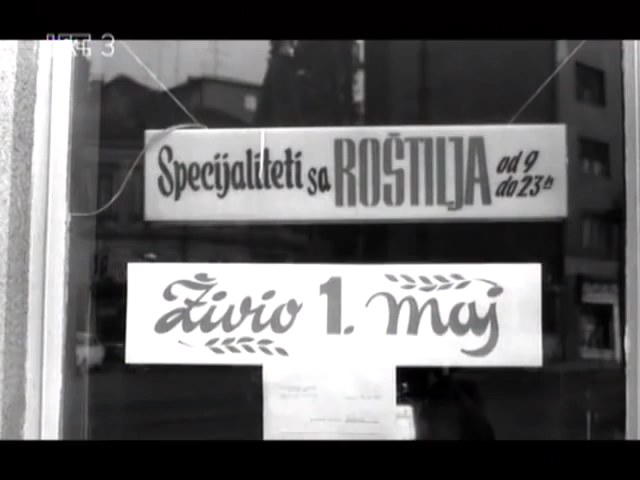 HRT 3
Specijaliteti sa ROŠTILJA od 9
do 23h
Živio 1. maj